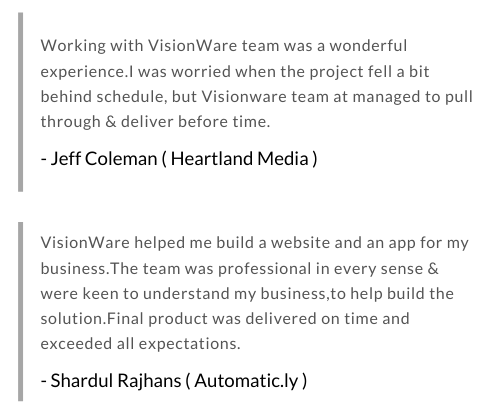 Working with VisionWare team was a wonderful
experience.I was worried when the project fell a bit
behind schedule, but Visionware team at managed to pull
through & deliver before time.
- Jeff Coleman ( Heartland Media )
VisionWare helped me build a website and an app for my
business.The team was professional in every sense &
were keen to understand my business,to help build the
solution.Final product was delivered on time and
exceeded all expectations.
- Shardul Rajhans ( Automatic.ly )